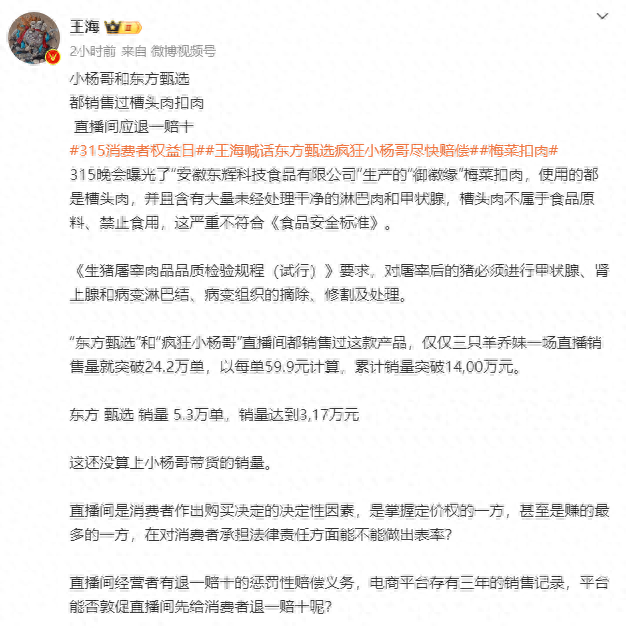 王海
2小时前 来自 微博视频号
小杨哥和东方甄选
都销售过槽头肉扣肉
直播间应退一赔十
#315消费者权益日##王海喊话东方甄选疯狂小杨哥尽快赔偿##梅菜扣肉#
315晚会曝光了“安徽东辉科技食品有限公司“生产的“御徽缘”梅菜扣肉，使用的都
是槽头肉，并且含有大量未经处理干净的淋巴肉和甲状腺，槽头肉不属于食品原
料、禁止食用，这严重不符合《食品安全标准》。
《生猪屠宰肉品品质检验规程（试行）》要求，对屠宰后的猪必须进行甲状腺、肾
上腺和病变淋巴结、病变组织的摘除、修割及处理。
“东方甄选”和“疯狂小杨哥”直播间都销售过这款产品，仅仅三只羊乔妹一场直播销
售量就突破24.2万单，以每单59.9元计算，累计销量突破14,00万元。
东方 甄选 销量 5.3万单，销量达到3,17万元
这还没算上小杨哥带货的销量。
直播间是消费者作出购买决定的决定性因素，是掌握定价权的一方，甚至是赚的最
多的一方，在对消费者承担法律责任方面能不能做出表率？
直播间经营者有退一赔十的惩罚性赔偿义务，电商平台存有三年的销售记录，平台
能否敦促直播间先给消费者退一赔十呢？